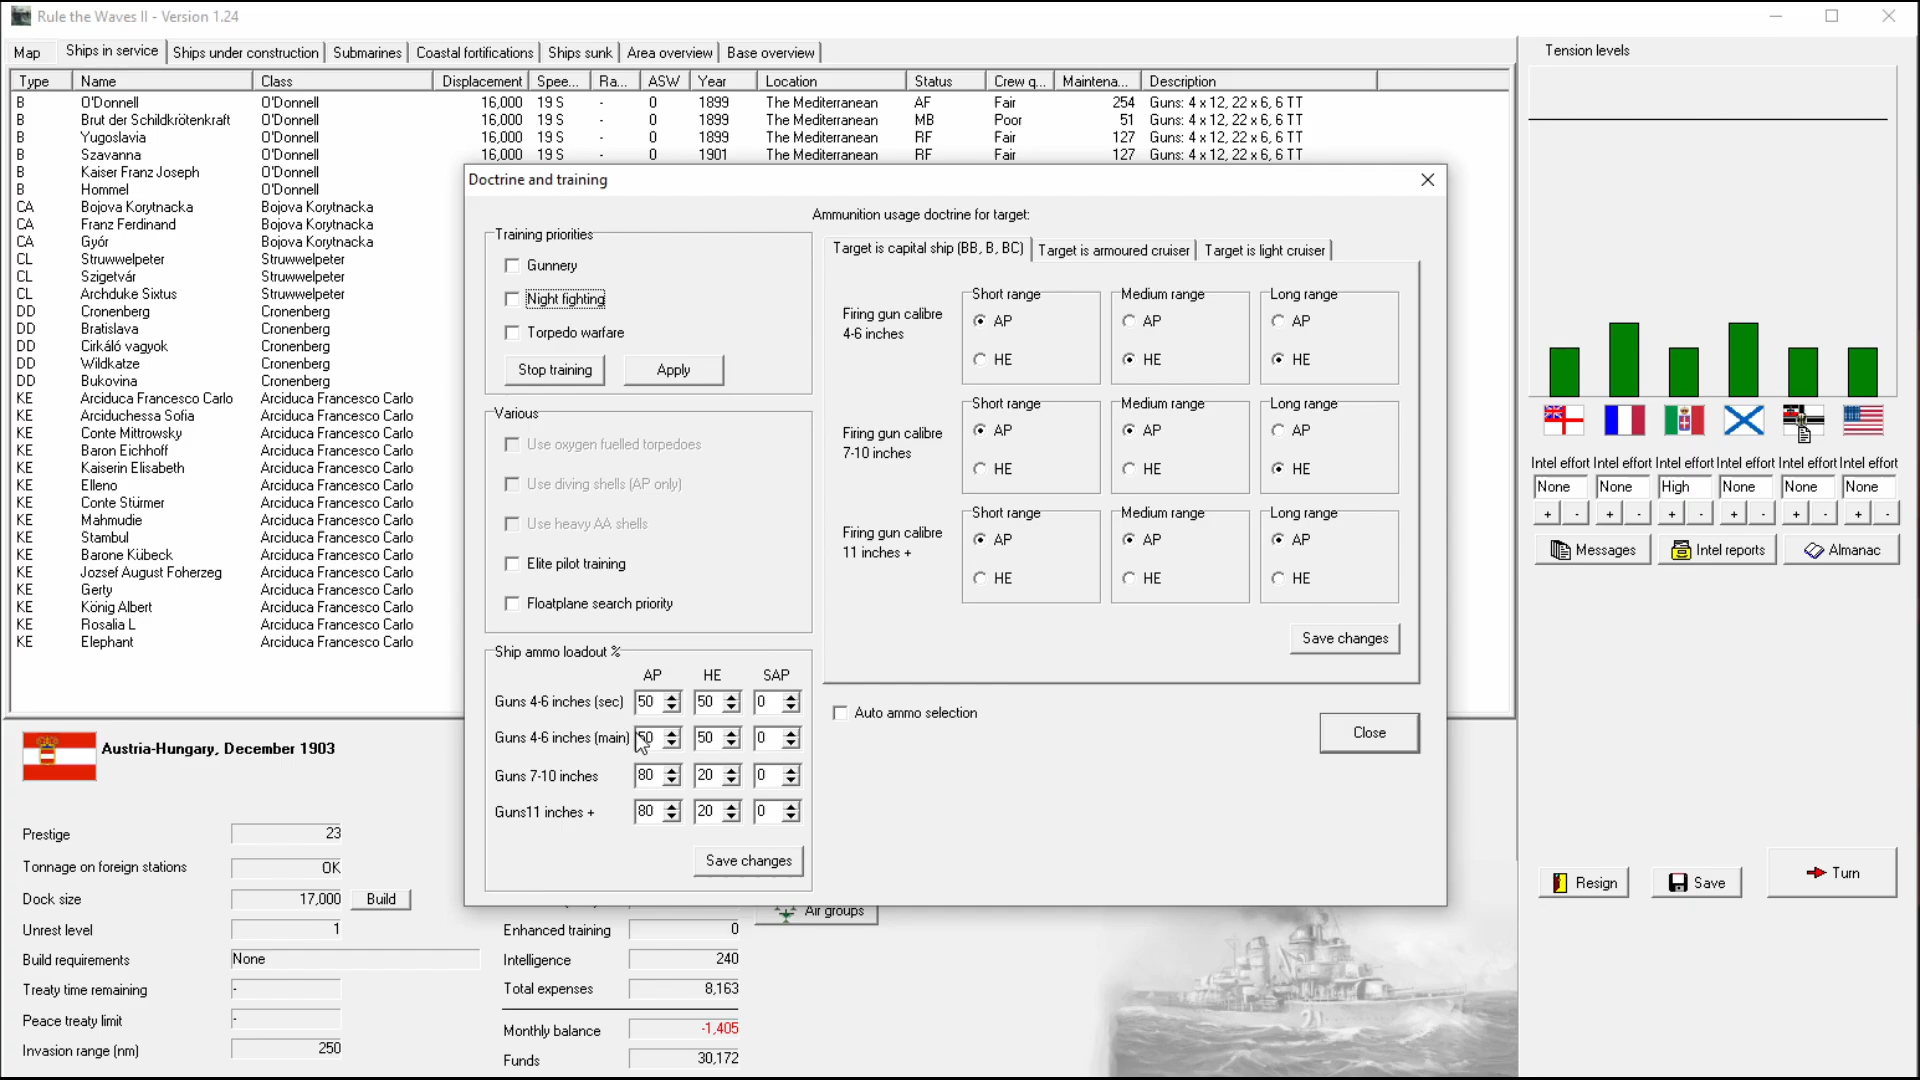 Rule the Waves II - Version 1.24
Map Ships in service Ships under construction Submarines Coastal fortifications Ships sunk Area overview Base overview
Type Name Class Displacement Spee... Ra... ASW Year Location Status Crew q... Maintena... Description
B O'Donnell O'Donnell 16,000 19 S - 0 1899 The Mediterranean AF Fair 254 Guns: 4 x 12, 22 x 6, 6 TT
B Brut der Schildkrötenkraft O'Donnell 16,000 19 S - 0 1899 The Mediterranean MB Poor 51 Guns: 4 x 12, 22 x 6, 6 TT
B Yugoslavia O'Donnell 16,000 19 S - 0 1899 The Mediterranean RF Fair 127 Guns: 4 x 12, 22 x 6, 6 TT
B Szavanna O'Donnell 16,000 19 S - 0 1901 The Mediterranean RF Fair 127 Guns: 4 x 12, 22 x 6, 6 TT
B Kaiser Franz Joseph O'Donnell
B Hommel O'Donnell
CA Bojova Korytnacka Bojova Korytnacka
CA Franz Ferdinand Bojova Korytnacka
CA Győr Bojova Korytnacka
CL Struwwelpeter Struwwelpeter
CL Szigetvár Struwwelpeter
CL Archduke Sixtus Struwwelpeter
DD Cronenberg Cronenberg
DD Bratislava Cronenberg
DD Cirkáló vagyok Cronenberg
DD Wildkatze Cronenberg
DD Bukovina Cronenberg
KE Arciduca Francesco Carlo Arciduca Francesco Carlo
KE Arciduchessa Sofia Arciduca Francesco Carlo
KE Conte Mittrowsky Arciduca Francesco Carlo
KE Baron Eichhoff Arciduca Francesco Carlo
KE Kaiserin Elisabeth Arciduca Francesco Carlo
KE Elleno Arciduca Francesco Carlo
KE Conte Stürmer Arciduca Francesco Carlo
KE Mahmudie Arciduca Francesco Carlo
KE Stambul Arciduca Francesco Carlo
KE Barone Kübeck Arciduca Francesco Carlo
KE Jozsef August Foherzeg Arciduca Francesco Carlo
KE Gerty Arciduca Francesco Carlo
KE König Albert Arciduca Francesco Carlo
KE Rosalia L Arciduca Francesco Carlo
KE Elephant Arciduca Francesco Carlo
Doctrine and training
Training priorities
Gunnery
Night fighting
Torpedo warfare
Stop training Apply
Various
Use oxygen fuelled torpedoes
Use diving shells (AP only)
Use heavy AA shells
Elite pilot training
Floatplane search priority
Ship ammo loadout %
AP HE SAP
Guns 4-6 inches (sec) 50 50 0
Guns 4-6 inches (main) 50 50 0
Guns 7-10 inches 80 20 0
Guns11 inches + 80 20 0
Save changes
Ammunition usage doctrine for target:
Target is capital ship (BB, B, BC) Target is armoured cruiser Target is light cruiser
Firing gun calibre
4-6 inches
Short range Medium range Long range
AP AP AP
HE HE HE
Firing gun calibre
7-10 inches
Short range Medium range Long range
AP AP AP
HE HE HE
Firing gun calibre
11 inches +
Short range Medium range Long range
AP AP AP
HE HE HE
Save changes
Auto ammo selection
Close
Tension levels
Intel effort Intel effort Intel effort Intel effort Intel effort Intel effort
None None High None None None
+ - + - + - + - + - + -
Messages Intel reports Almanac
Resign Save Turn
Austria-Hungary, December 1903
Prestige 23
Tonnage on foreign stations OK
Dock size 17,000 Build
Unrest level 1
Build requirements None
Treaty time remaining -
Peace treaty limit -
Invasion range (nm) 250
Air groups
Enhanced training 0
Intelligence 240
Total expenses 8,163
Monthly balance -1,405
Funds 30,172